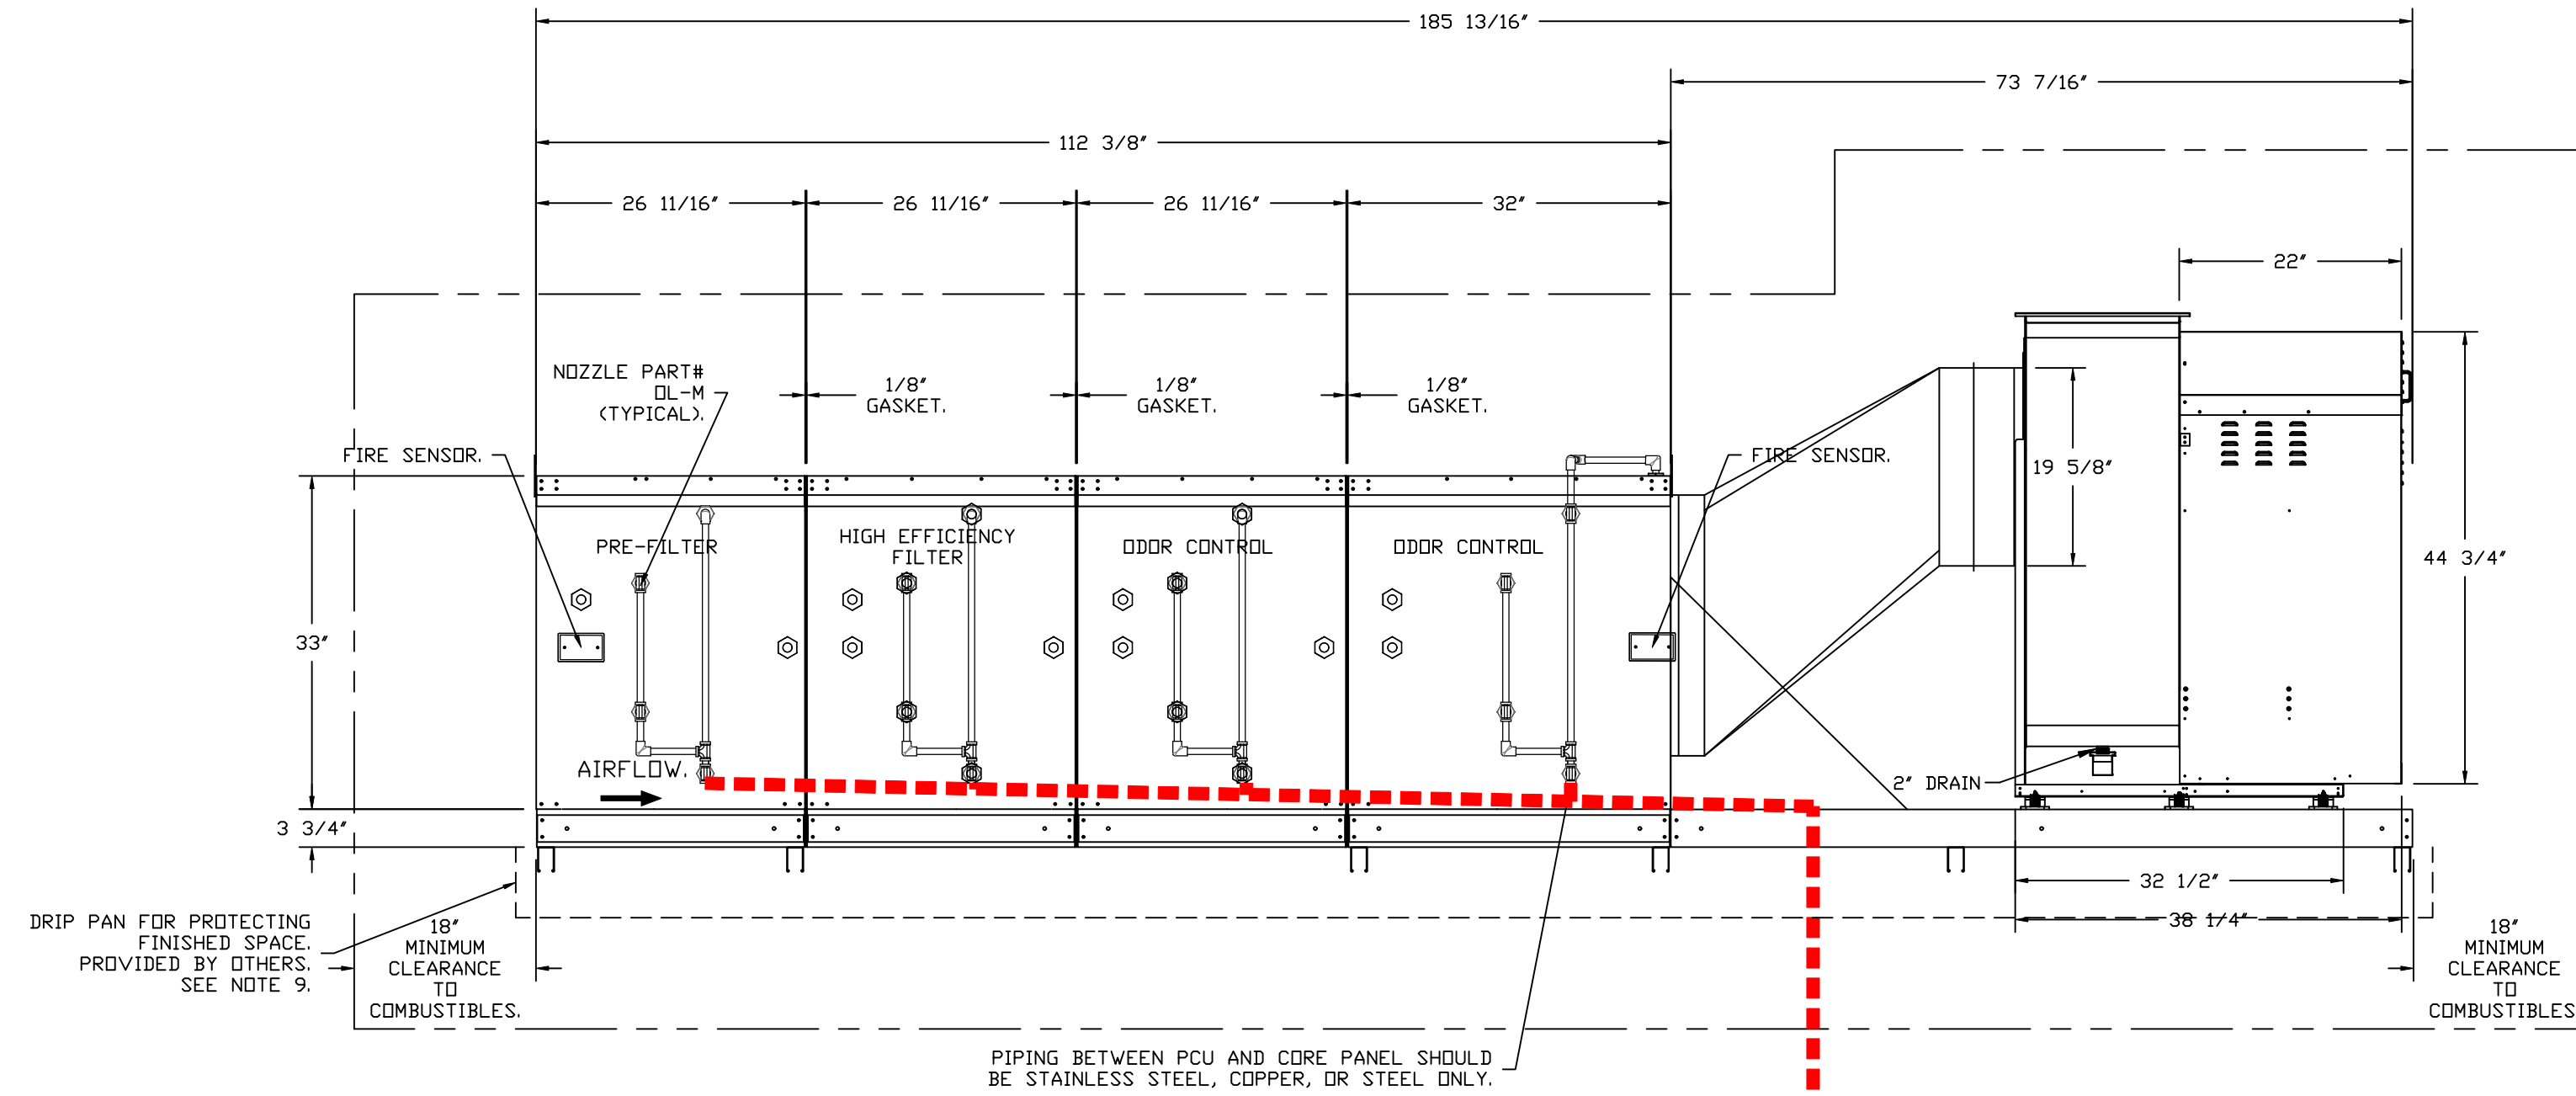 185 13/16"
73 7/16"
112 3/8"
26 11/16"
26 11/16"
26 11/16"
32"
22"
NOZZLE PART#
OL-M
(TYPICAL).
1/8"
GASKET.
1/8"
GASKET.
1/8"
GASKET.
FIRE SENSOR.
FIRE SENSOR.
19 5/8"
PRE-FILTER
HIGH EFFICIENCY
FILTER
ODOR CONTROL
ODOR CONTROL
44 3/4"
33"
AIRFLOW.
2" DRAIN
3 3/4"
32 1/2"
38 1/4"
DRIP PAN FOR PROTECTING
FINISHED SPACE.
PROVIDED BY OTHERS.
SEE NOTE 9.
18"
MINIMUM
CLEARANCE
TO
COMBUSTIBLES.
18"
MINIMUM
CLEARANCE
TO
COMBUSTIBLES
PIPING BETWEEN PCU AND CORE PANEL SHOULD
BE STAINLESS STEEL, COPPER, OR STEEL ONLY.